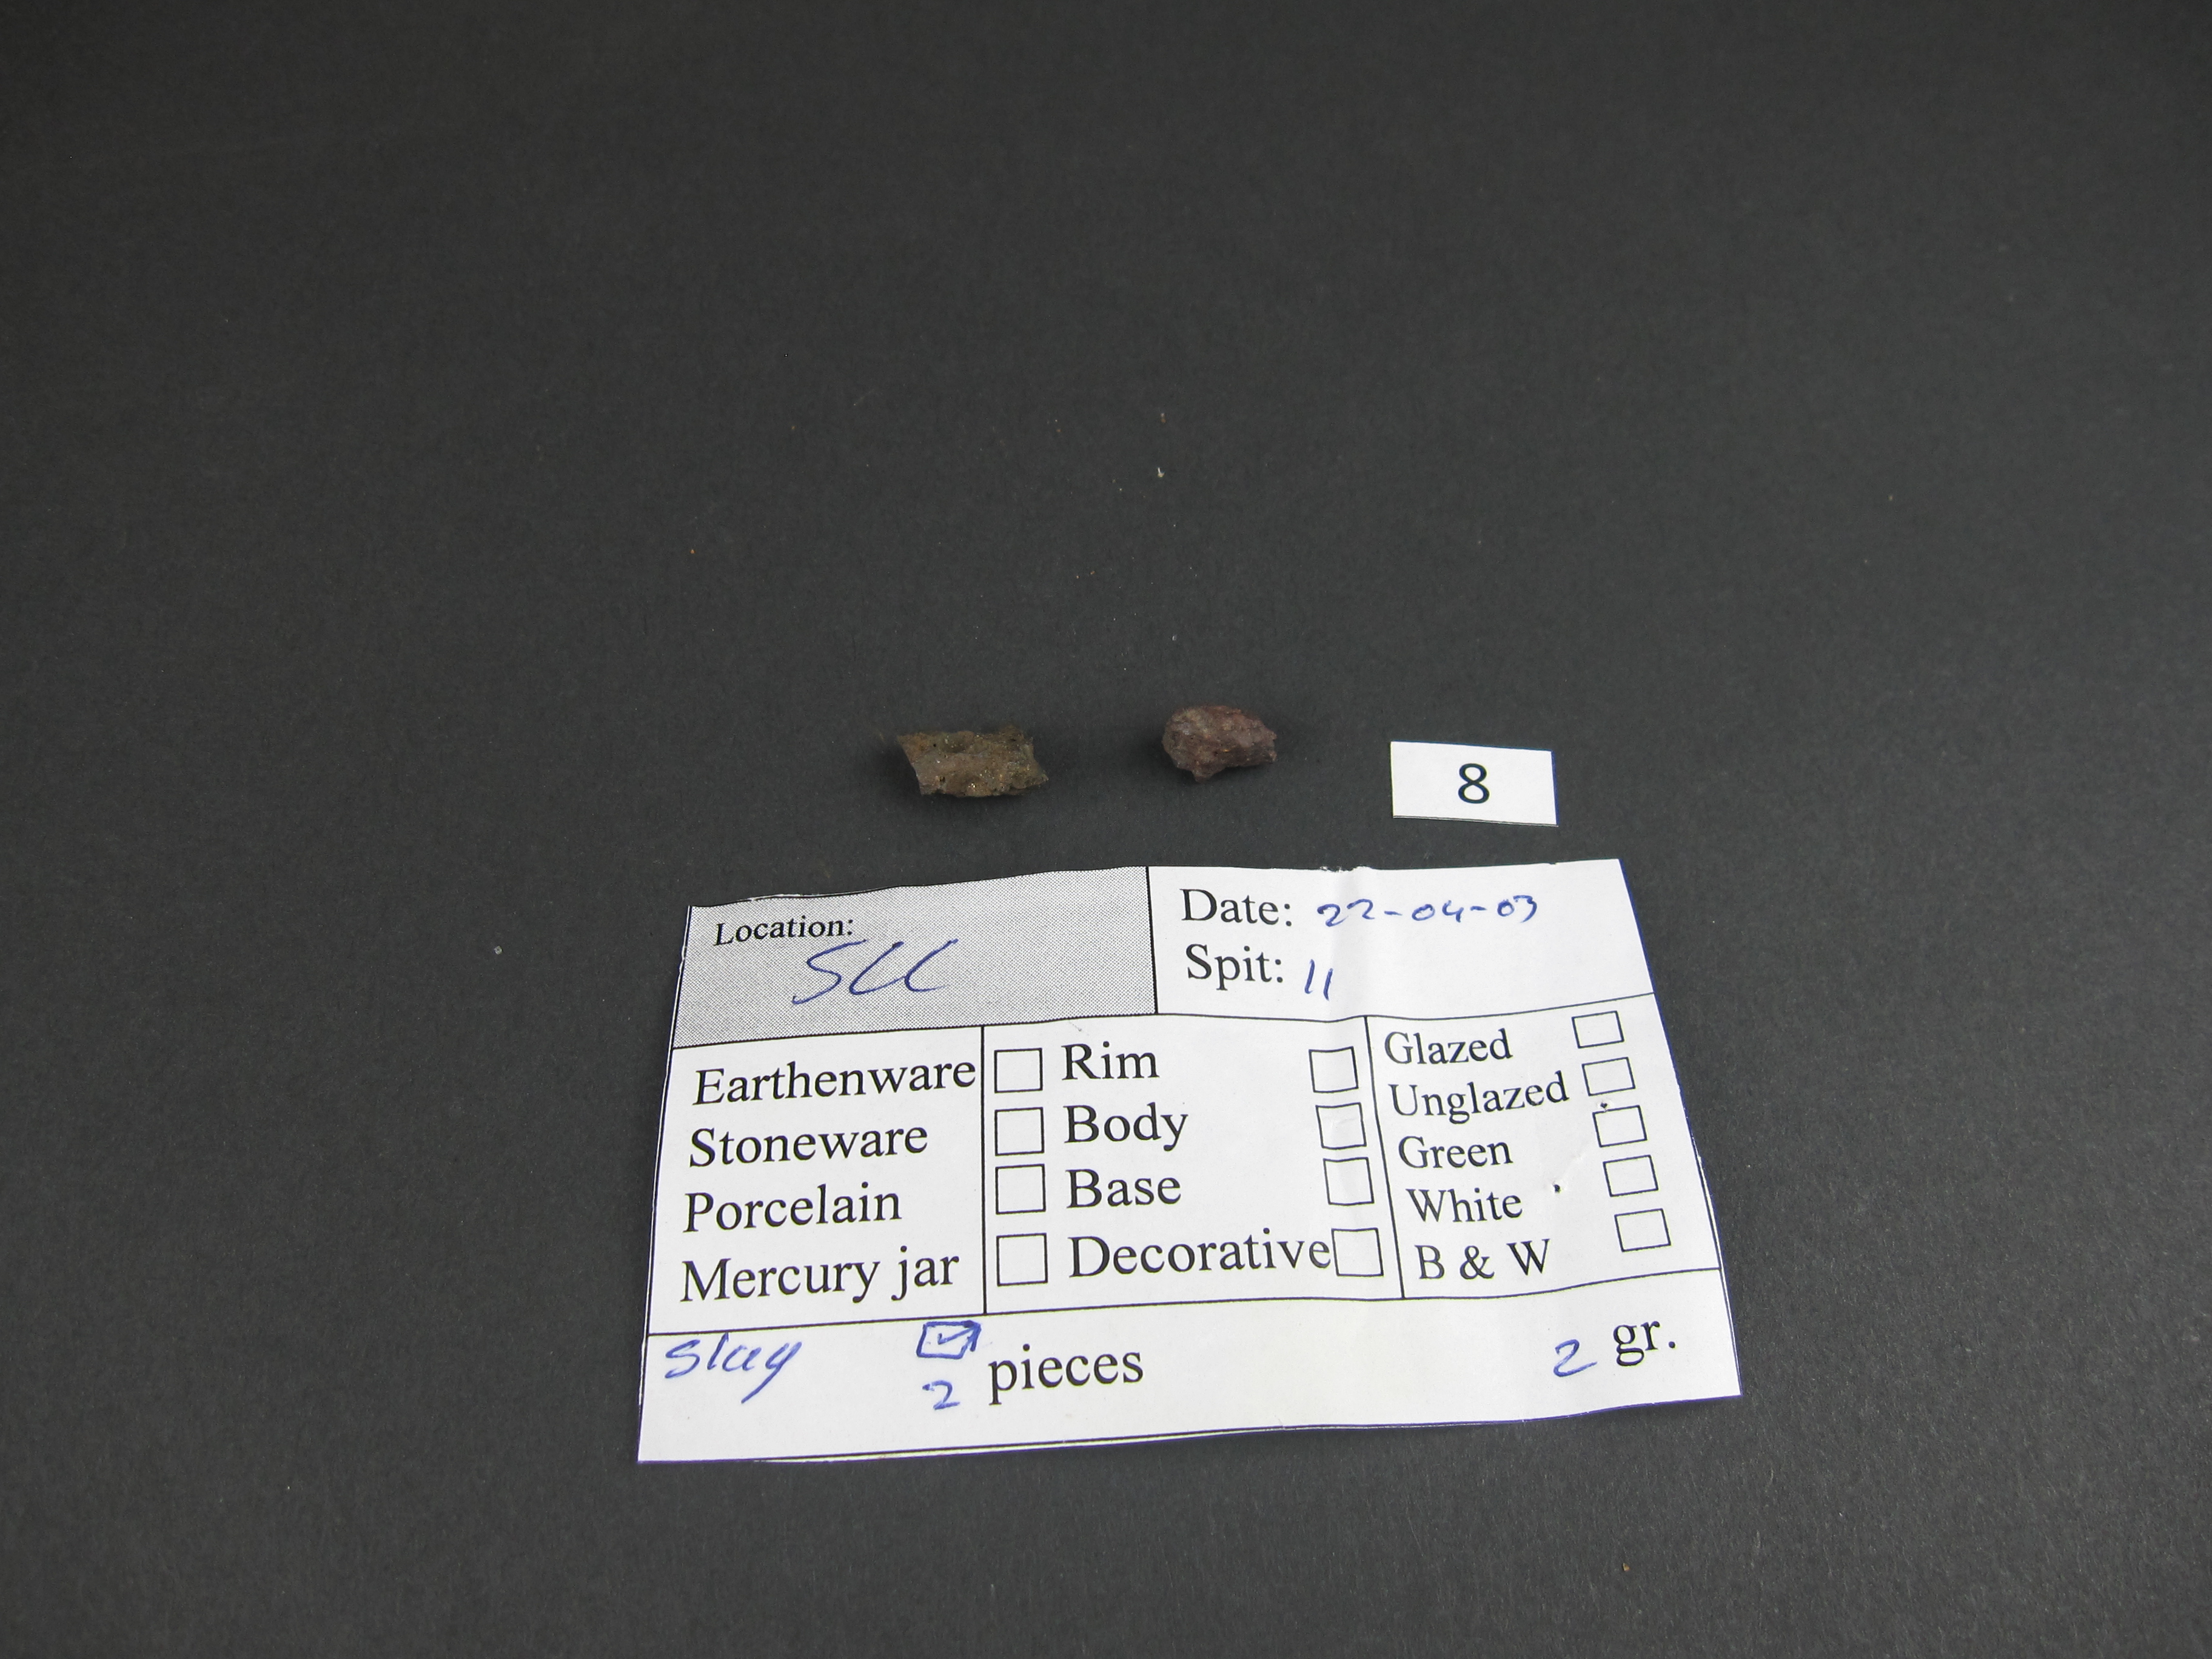 8
Location:
SCC
Date: 22-04-03
Spit: 11
Earthenware
Stoneware
Porcelain
Mercury jar
Rim
Body
Base
Decorative
Glazed
Unglazed
Green
White
B & W
Slag
2 pieces
2 gr.